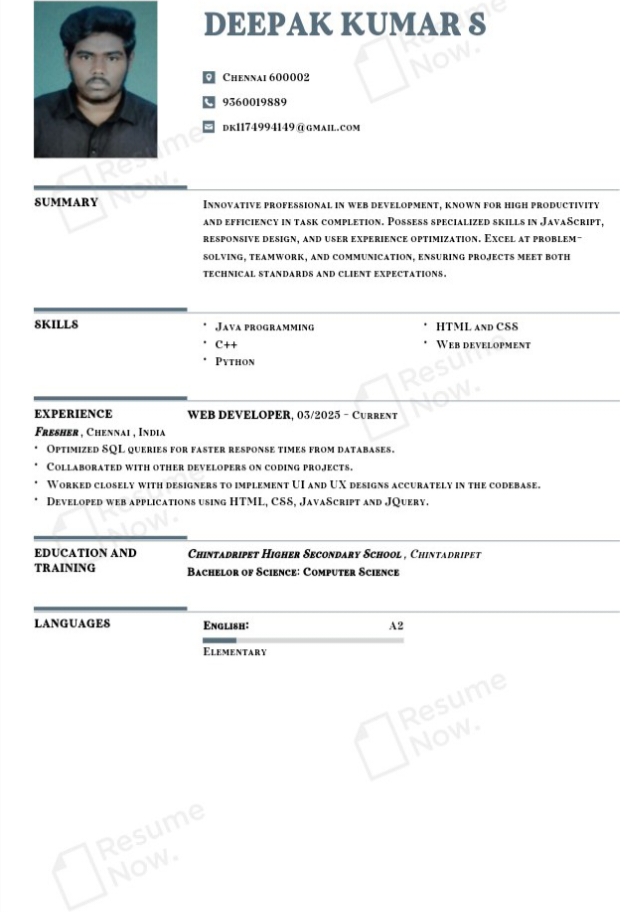 DEEPAK KUMAR S
Chennai 600002
9360019889
dk1174994149@gmail.com
SUMMARY
Innovative professional in web development, known for high productivity
and efficiency in task completion. Possess specialized skills in JavaScript,
responsive design, and user experience optimization. Excel at problem-
solving, teamwork, and communication, ensuring projects meet both
technical standards and client expectations.
SKILLS
• Java programming
• C++
• Python
• HTML and CSS
• Web development
EXPERIENCE
WEB DEVELOPER, 03/2025 - Current
Fresher, Chennai, India
• Optimized SQL queries for faster response times from databases.
• Collaborated with other developers on coding projects.
• Worked closely with designers to implement UI and UX designs accurately in the codebase.
• Developed web applications using HTML, CSS, JavaScript and JQuery.
EDUCATION AND
TRAINING
Chintadripet Higher Secondary School, Chintadripet
Bachelor of Science: Computer Science
LANGUAGES
English: A2
Elementary
Resume
Now.
Resume
Now.
Resume
Now.
Resume
Now.
Resume
Now.
Resume
Now.